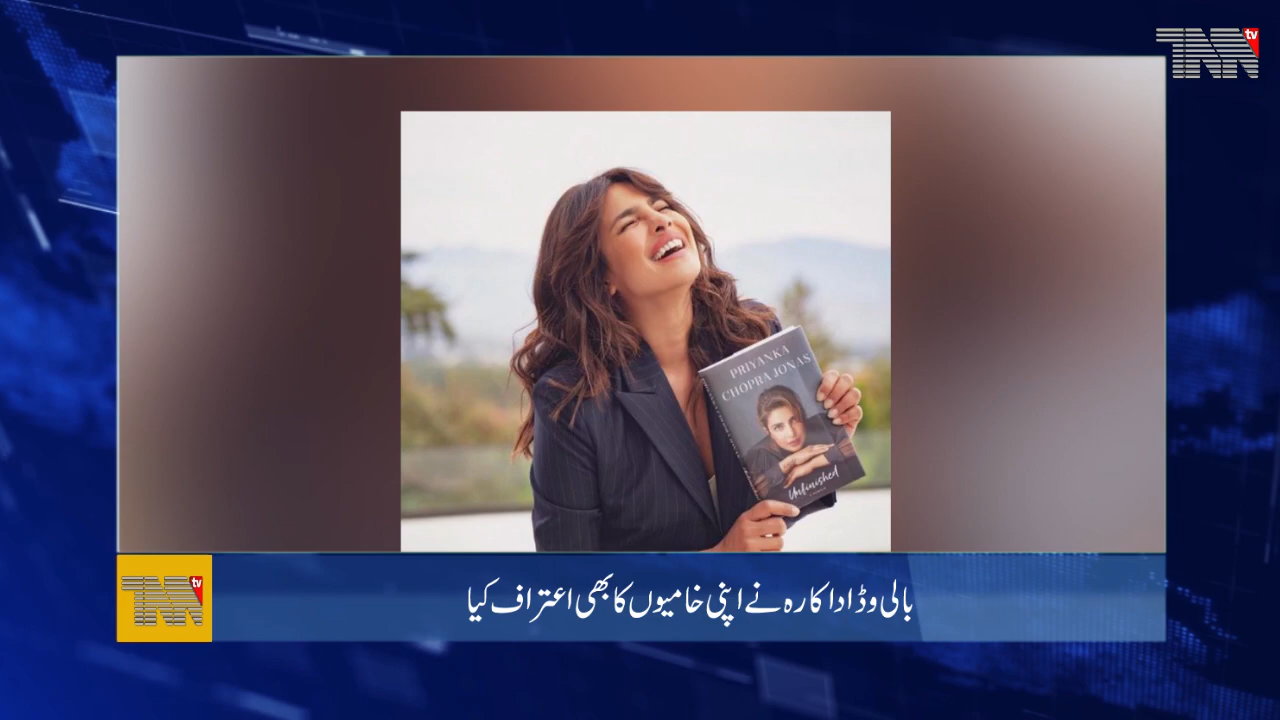 TNN tv
PRIYANKA
CHOPRA JONAS
Unfinished
TNN tv
بالی وڈ اداکارہ نے اپنی خامیوں کا بھی اعتراف کیا